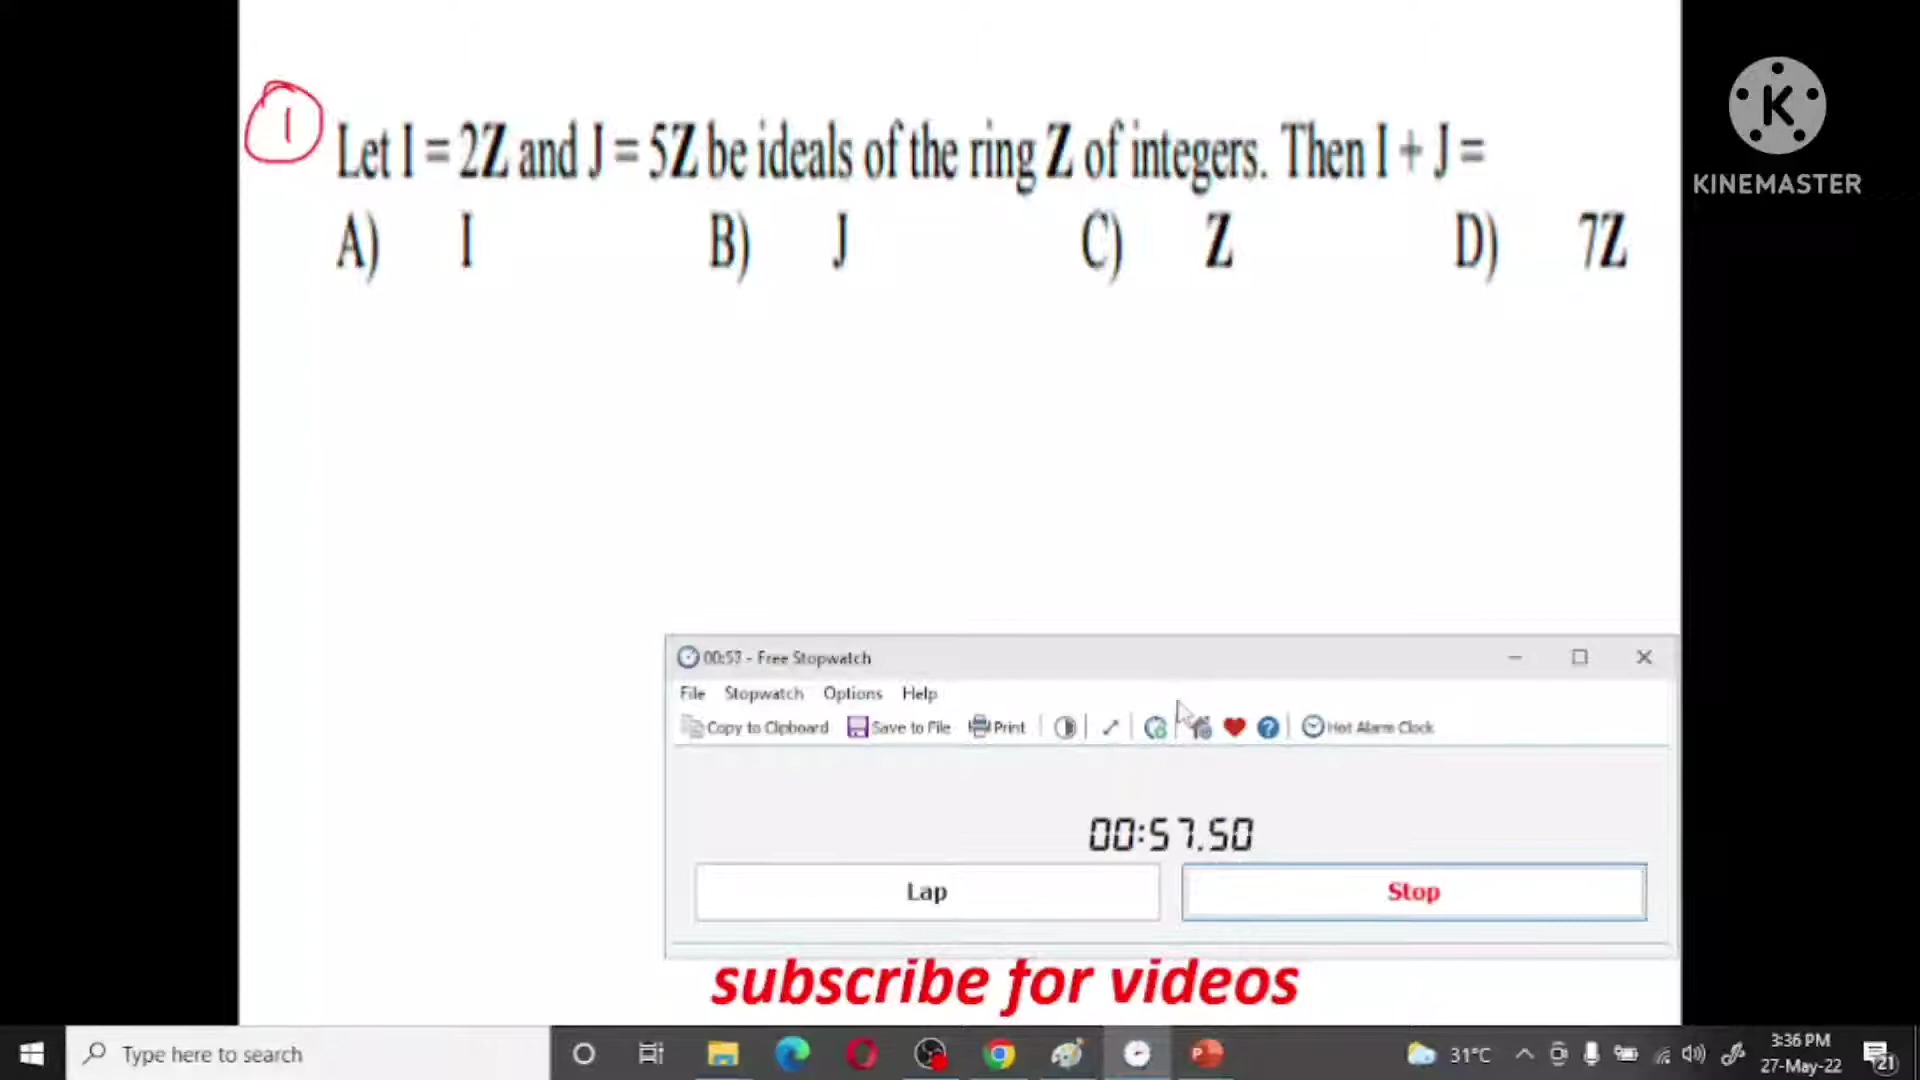 1
Let I = 2Z and J = 5Z be ideals of the ring Z of integers. Then I + J =
A) I B) J C) Z D) 7Z
K
KINEMASTER
00:57 - Free Stopwatch
File Stopwatch Options Help
Copy to Clipboard Save to File Print Hot Alarm Clock
00:57.50
Lap Stop
subscribe for videos
Type here to search
31°C
3:36 PM
27-May-22
21